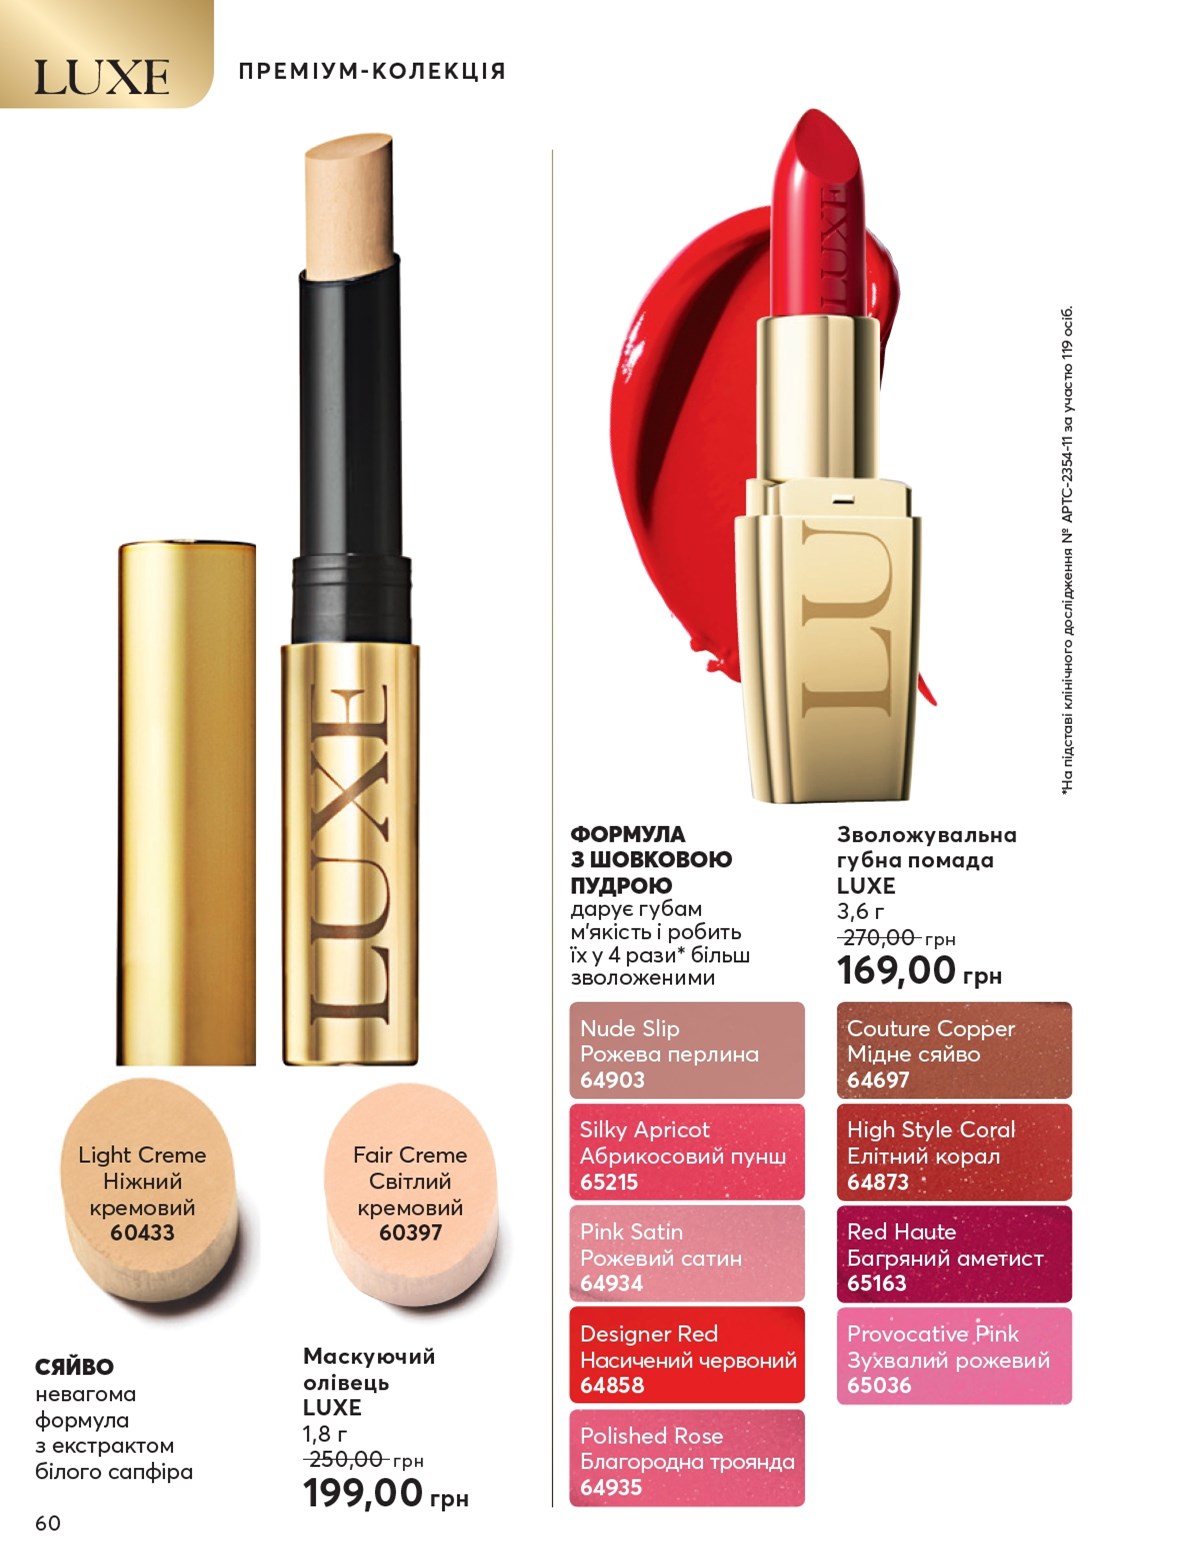 LUXE
ПРЕМІУМ-КОЛЕКЦІЯ
LUXE
Light Creme
Ніжний
кремовий
60433
Fair Creme
Світлий
кремовий
60397
СЯЙВО
невагома
формула
з екстрактом
білого сапфіра
Маскуючий
олівець
LUXE
1,8 г
250,00 грн
199,00 грн
LUXE
LU
*На підставі клінічного дослідження № АРТС-2354-11 за участю 119 осіб.
ФОРМУЛА
З ШОВКОВОЮ
ПУДРОЮ
дарує губам
м'якість і робить
їх у 4 рази* більш
зволоженими
Зволожувальна
губна помада
LUXE
3,6 г
270,00 грн
169,00 грн
Nude Slip
Рожева перлина
64903
Silky Apricot
Абрикосовий пунш
65215
Pink Satin
Рожевий сатин
64934
Designer Red
Насичений червоний
64858
Polished Rose
Благородна троянда
64935
Couture Copper
Мідне сяйво
64697
High Style Coral
Елітний корал
64873
Red Haute
Багряний аметист
65163
Provocative Pink
Зухвалий рожевий
65036
60